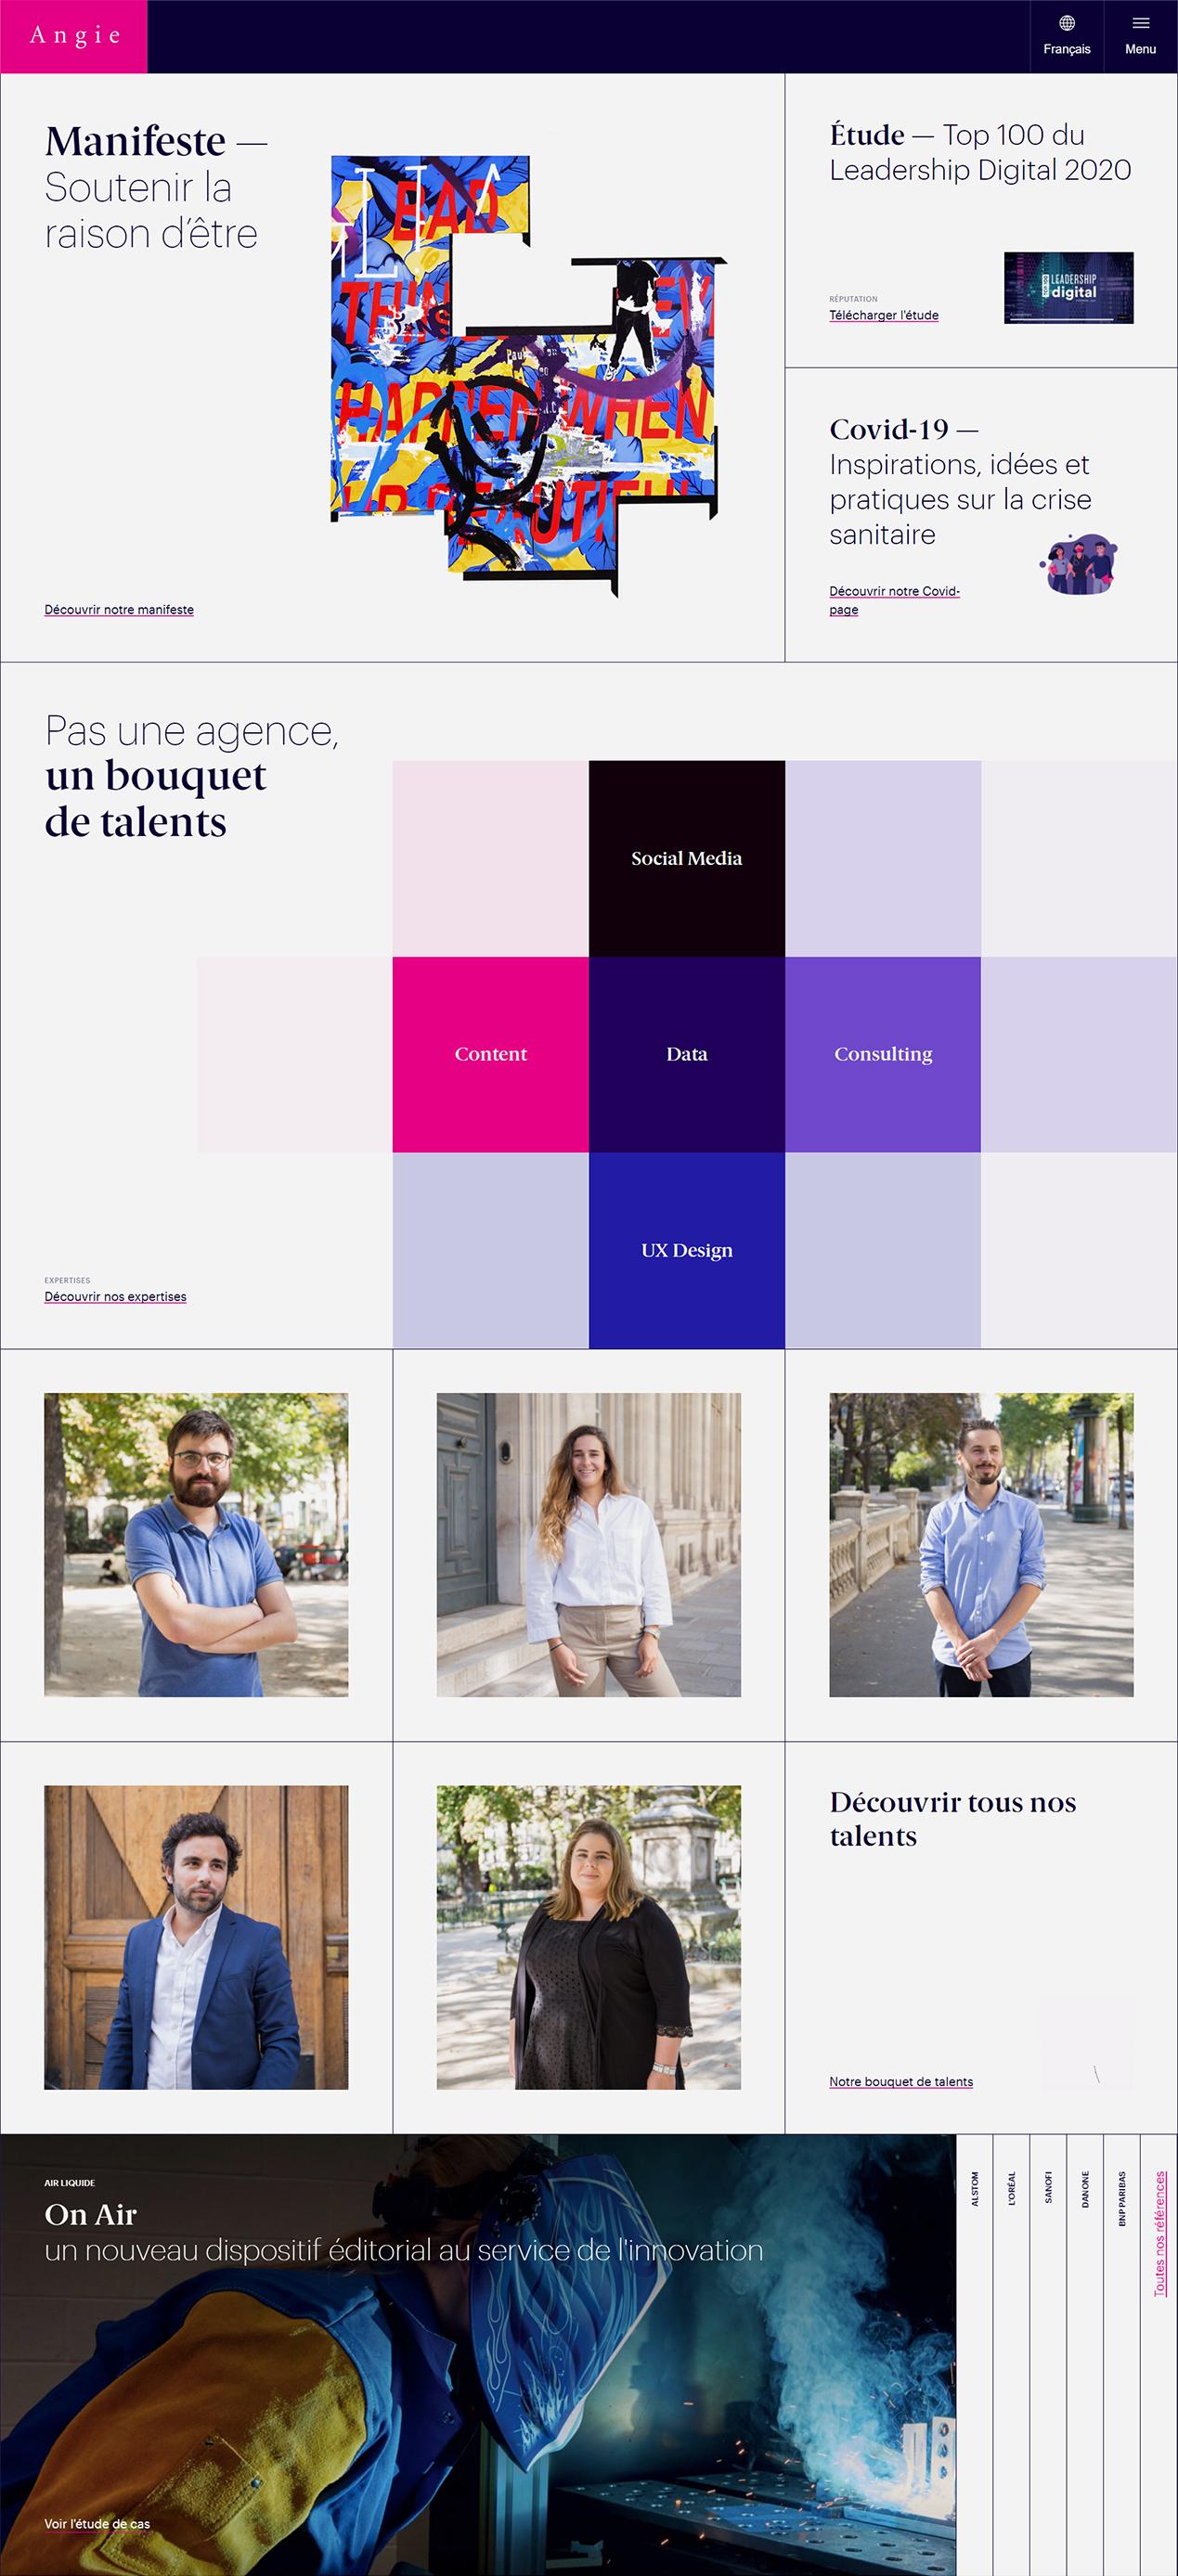 Angie
Français
Menu
Manifeste —
Soutenir la
raison d'être
BAD
HAPPEN WHEN
Découvrir notre manifeste
Étude — Top 100 du
Leadership Digital 2020
LEADERSHIP
digital
RÉPUTATION
Télécharger l'étude
Covid-19 —
Inspirations, idées et
pratiques sur la crise
sanitaire
Découvrir notre Covid-
page
Pas une agence,
un bouquet
de talents
Social Media
Content
Data
Consulting
UX Design
EXPERTISES
Découvrir nos expertises
Découvrir tous nos
talents
Notre bouquet de talents
AIR LIQUIDE
On Air
un nouveau dispositif éditorial au service de l'innovation
Voir l'étude de cas
ALSTOM
L'ORÉAL
SANOFI
DANONE
BNP PARIBAS
Toutes nos références